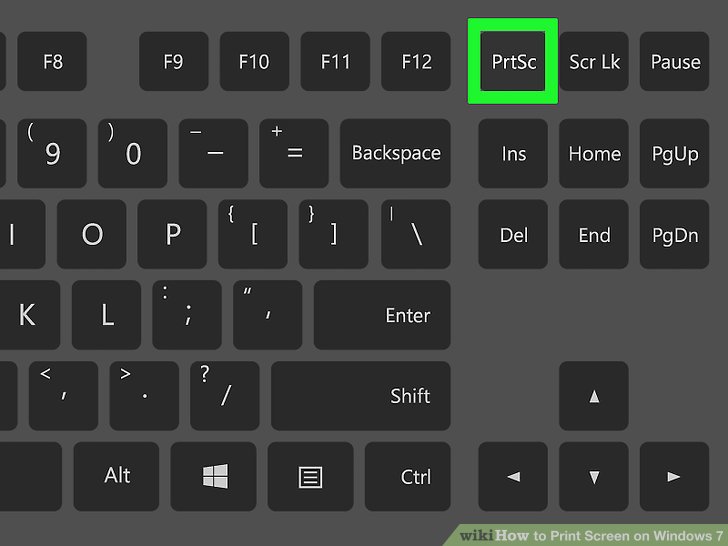 F8 F9 F10 F11 F12 PrtSc Scr Lk Pause
( 9 ) 0 _ – + = Backspace Ins Home PgUp
I O P { [ } ] | \ Del End PgDn
K L : ; “ ‘ Enter
< , > . ? / Shift
Alt Ctrl
wikiHow to Print Screen on Windows 7